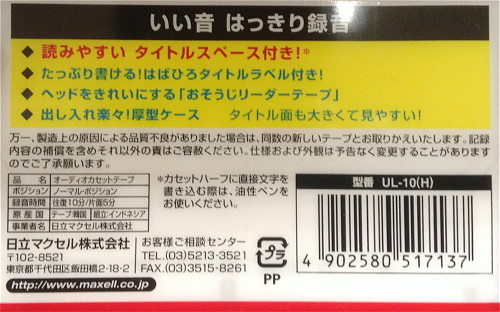 いい音 はっきり録音
◆ 読みやすい タイトルスペース付き!*
◆ たっぷり書ける!はばひろタイトルラベル付き!
◆ ヘッドをきれいにする「おそうじリーダーテープ」
◆ 出し入れ楽々!厚型ケース タイトル面も大きくて見やすい!
万一、製造上の原因による品質不良がありました場合は、同数の新しいテープとお取りかえいたします。記録
内容の補償を含めそれ以外の責はご容赦ください。仕様および外観は予告なく変更することがあります
のでご了承願います。
品名 オーディオカセットテープ
ポジション ノーマルポジション
録音時間 往復10分/片面5分
原産国 テープ:韓国 組立:インドネシア
事業者名 日立マクセル株式会社
*カセットハーフに直接文字を
書き込む際は、油性ペンを
お使いください。
型番 UL-10(H)
日立マクセル株式会社
〒102-8521
東京都千代田区飯田橋2-18-2
http://www.maxell.co.jp
お客様ご相談センター
TEL.(03)5213-3521
FAX.(03)3515-8261
プラ
PP
4 902580 517137